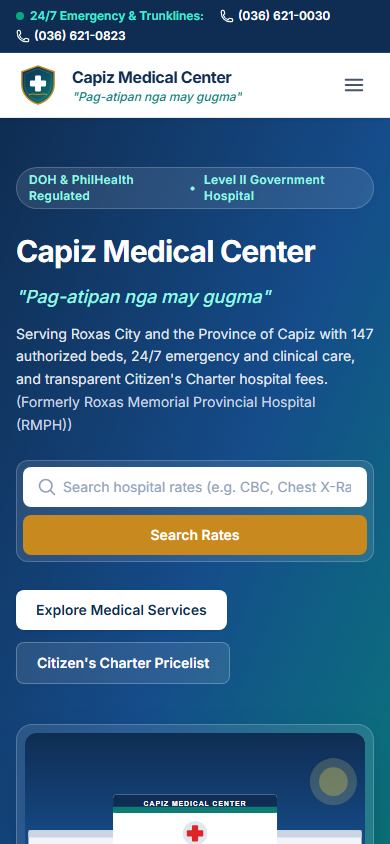 24/7 Emergency & Trunklines: (036) 621-0030
(036) 621-0823
Capiz Medical Center
"Pag-atipan nga may gugma"
DOH & PhilHealth Regulated • Level II Government Hospital
Capiz Medical Center
"Pag-atipan nga may gugma"
Serving Roxas City and the Province of Capiz with 147
authorized beds, 24/7 emergency and clinical care,
and transparent Citizen's Charter hospital fees.
(Formerly Roxas Memorial Provincial Hospital
(RMPH))
Search hospital rates (e.g. CBC, Chest X-Ra
Search Rates
Explore Medical Services
Citizen's Charter Pricelist
CAPIZ MEDICAL CENTER